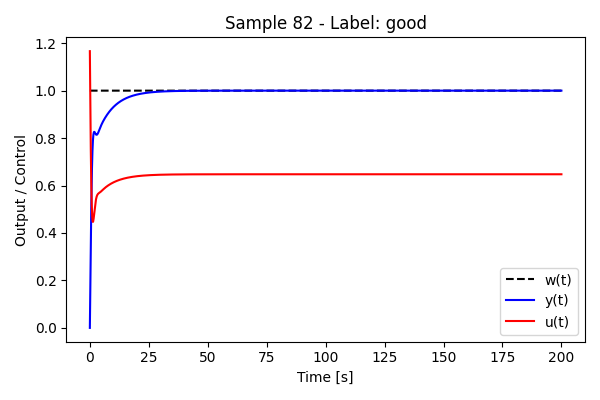 Sample 82 - Label: good
Output / Control
1.2
1.0
0.8
0.6
0.4
0.2
0.0
w(t)
y(t)
u(t)
0 25 50 75 100 125 150 175 200
Time [s]